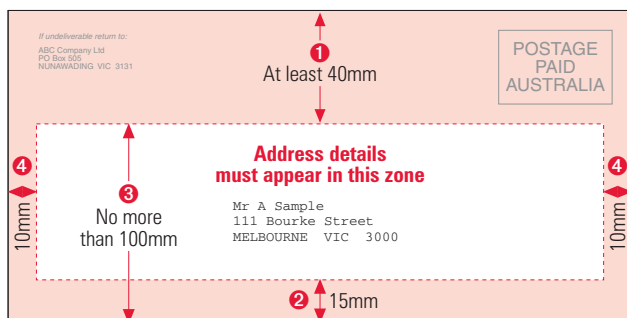 If undeliverable return to:
ABC Company Ltd
PO Box 505
NUNAWADING VIC 3131
1
At least 40mm
POSTAGE
PAID
AUSTRALIA
Address details
must appear in this zone
4
10mm
3
No more
than 100mm
Mr A Sample
111 Bourke Street
MELBOURNE VIC 3000
4
10mm
2 15mm